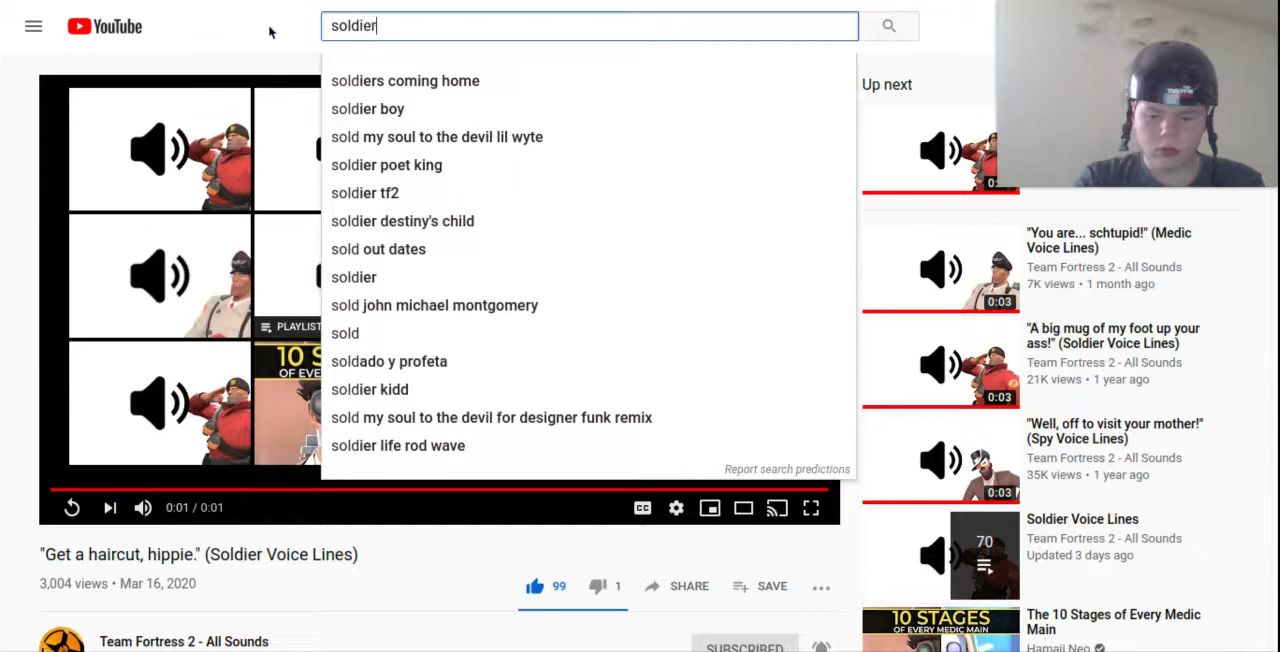 YouTube
soldier
soldiers coming home
soldier boy
sold my soul to the devil lil wyte
soldier poet king
soldier tf2
soldier destiny's child
sold out dates
soldier
sold john michael montgomery
sold
soldado y profeta
soldier kidd
sold my soul to the devil for designer funk remix
soldier life rod wave
Report search predictions
PLAYLIST
10 S
OF EVE
0:01 / 0:01
CC
"Get a haircut, hippie." (Soldier Voice Lines)
3,004 views • Mar 16, 2020
99
1
SHARE
SAVE
Team Fortress 2 - All Sounds
SUBSCRIBED
Up next
"You are... schtupid!" (Medic
Voice Lines)
Team Fortress 2 - All Sounds
7K views • 1 month ago
0:03
"A big mug of my foot up your
ass!" (Soldier Voice Lines)
Team Fortress 2 - All Sounds
21K views • 1 year ago
0:03
"Well, off to visit your mother!"
(Spy Voice Lines)
Team Fortress 2 - All Sounds
35K views • 1 year ago
0:03
Soldier Voice Lines
Team Fortress 2 - All Sounds
Updated 3 days ago
70
The 10 Stages of Every Medic
Main
Hamaji Neo
10 STAGES
OF EVERY MEDIC MAIN